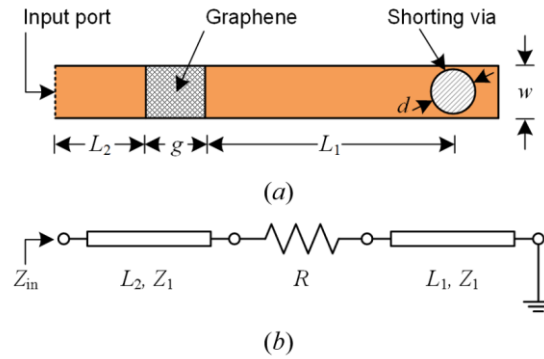 Input port
Graphene
Shorting via
d
w
L2
g
L1
(a)
Zin
L2, Z1
R
L1, Z1
(b)